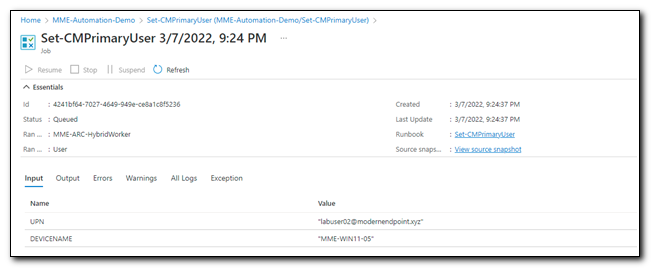 Home > MME-Automation-Demo > Set-CMPrimaryUser (MME-Automation-Demo/Set-CMPrimaryUser) >
Set-CMPrimaryUser 3/7/2022, 9:24 PM ...
Job
Resume Stop Suspend Refresh
Essentials
Id : 4241bf64-7027-4649-949e-ce8a1c8f5236 Created : 3/7/2022, 9:24:37 PM
Status : Queued Last Update : 3/7/2022, 9:24:37 PM
Ran ... : MME-ARC-HybridWorker Runbook : Set-CMPrimaryUser
Ran ... : User Source snaps... : View source snapshot
Input Output Errors Warnings All Logs Exception
Name Value
UPN "labuser02@modernendpoint.xyz"
DEVICENAME "MME-WIN11-05"